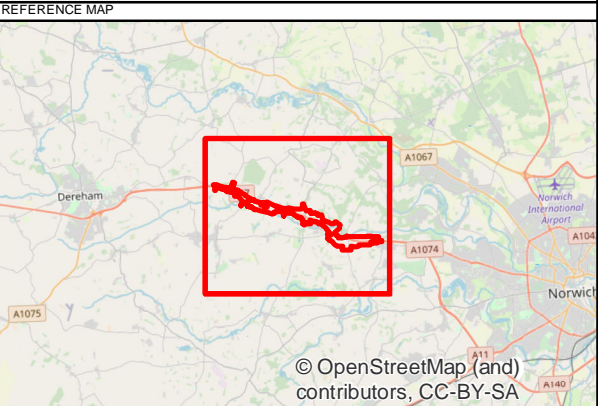 REFERENCE MAP
A1067
Dereham
7
Norwich
International
Airport
A104
A1074
Norwich
A1075
A11
A140
© OpenStreetMap (and)
contributors, CC-BY-SA